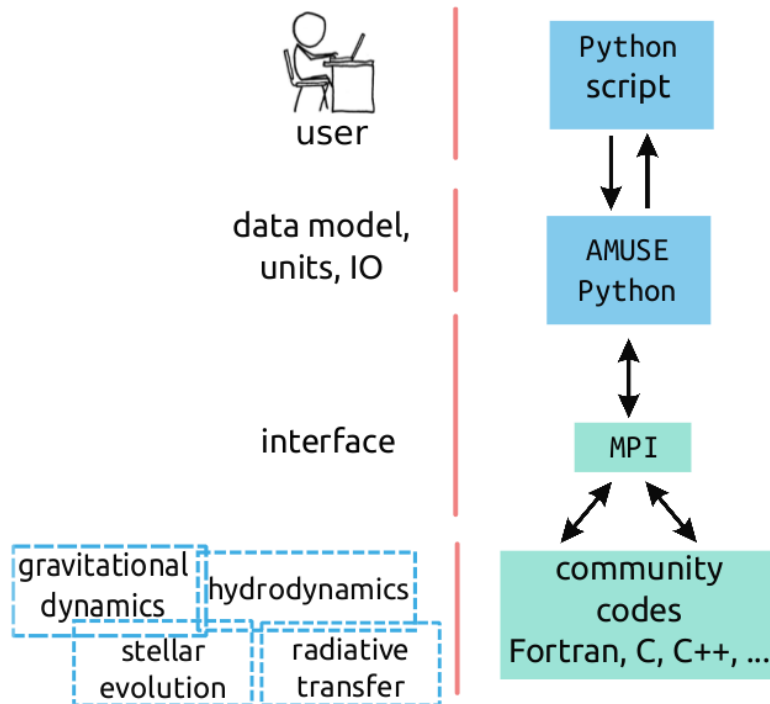 user
Python
script
data model,
units, IO
AMUSE
Python
interface
MPI
gravitational
dynamics
hydrodynamics
stellar
evolution
radiative
transfer
community
codes
Fortran, C, C++, ...